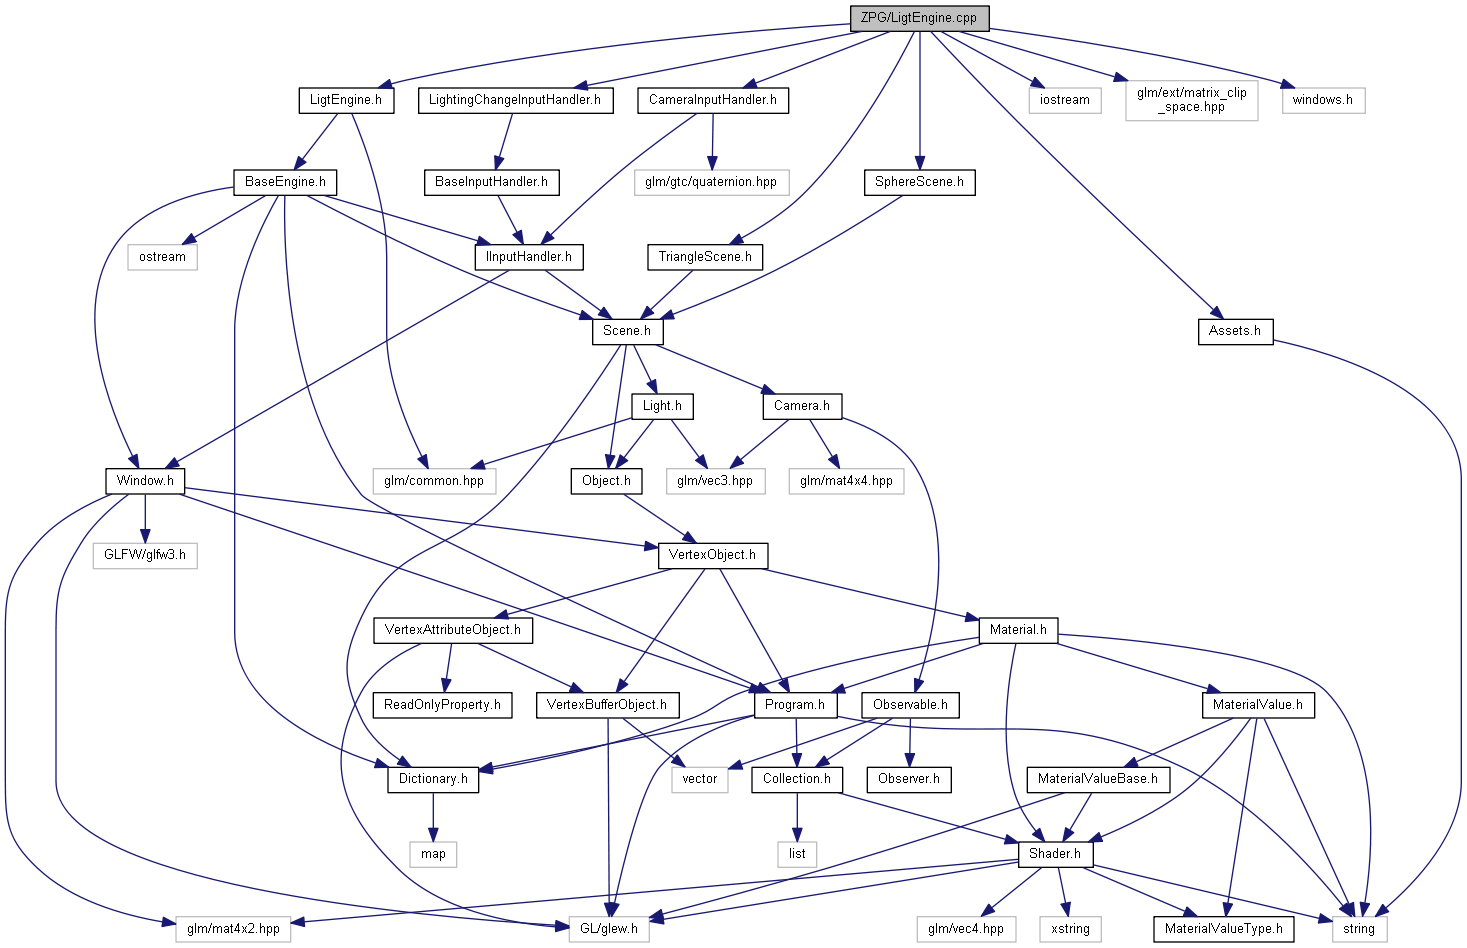 ZPG/LigtEngine.cpp
LigtEngine.h
LightingChangeInputHandler.h
CameraInputHandler.h
iostream
glm/ext/matrix_clip
_space.hpp
windows.h
BaseEngine.h
BaseInputHandler.h
glm/gtc/quaternion.hpp
SphereScene.h
ostream
IInputHandler.h
TriangleScene.h
Scene.h
Assets.h
Light.h
Camera.h
Window.h
glm/common.hpp
Object.h
glm/vec3.hpp
glm/mat4x4.hpp
GLFW/glfw3.h
VertexObject.h
VertexAttributeObject.h
Material.h
ReadOnlyProperty.h
VertexBufferObject.h
Program.h
Observable.h
MaterialValue.h
Dictionary.h
vector
Collection.h
Observer.h
MaterialValueBase.h
map
list
Shader.h
glm/mat4x2.hpp
GL/glew.h
glm/vec4.hpp
xstring
MaterialValueType.h
string